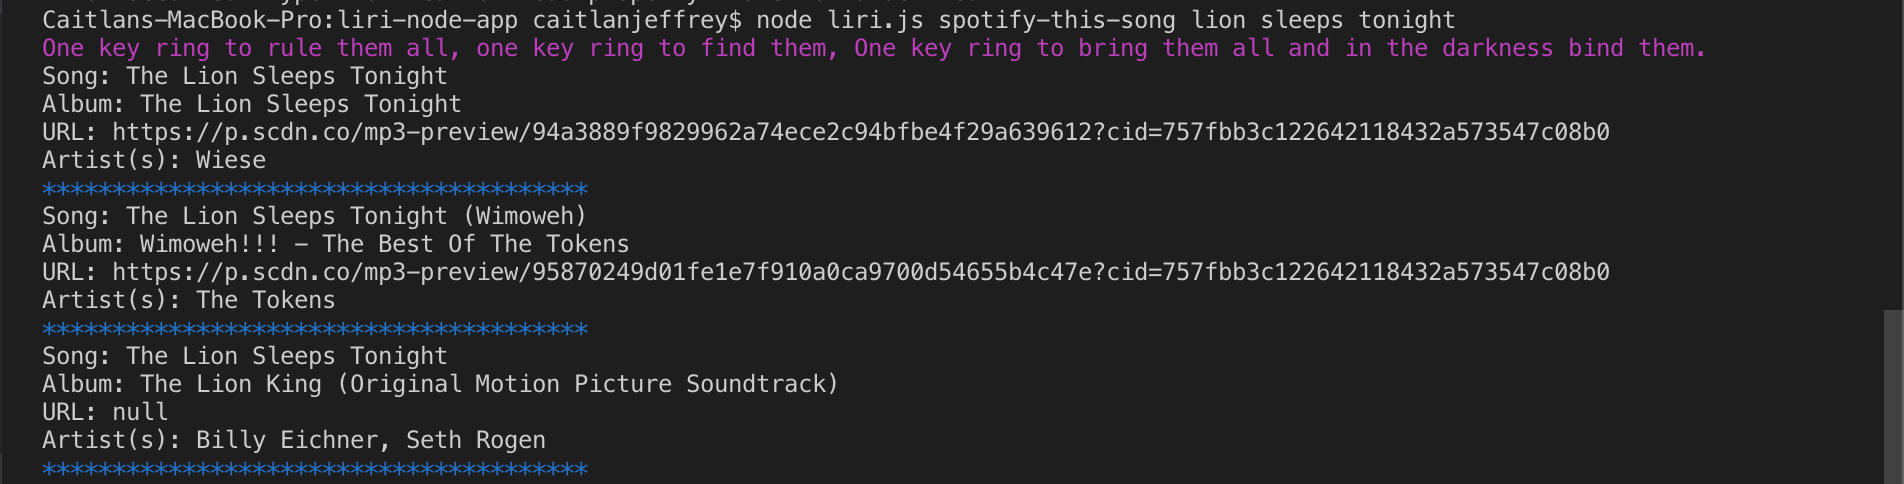 Caitlans-MacBook-Pro:liri-node-app caitlanjeffrey$ node liri.js spotify-this-song lion sleeps tonight
One key ring to rule them all, one key ring to find them, One key ring to bring them all and in the darkness bind them.
Song: The Lion Sleeps Tonight
Album: The Lion Sleeps Tonight
URL: https://p.scdn.co/mp3-preview/94a3889f9829962a74ece2c94bfbe4f29a639612?cid=757fbb3c122642118432a573547c08b0
Artist(s): Wiese
***************************************
Song: The Lion Sleeps Tonight (Wimoweh)
Album: Wimoweh!!! - The Best Of The Tokens
URL: https://p.scdn.co/mp3-preview/95870249d01fe1e7f910a0ca9700d54655b4c47e?cid=757fbb3c122642118432a573547c08b0
Artist(s): The Tokens
***************************************
Song: The Lion Sleeps Tonight
Album: The Lion King (Original Motion Picture Soundtrack)
URL: null
Artist(s): Billy Eichner, Seth Rogen
***************************************